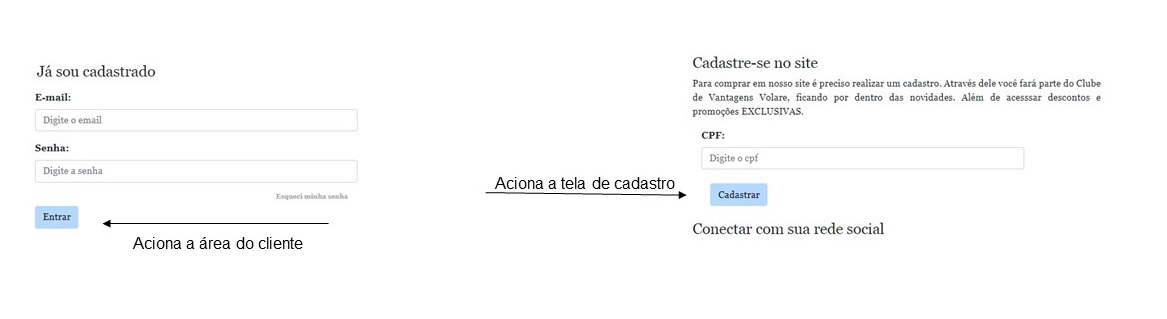 Já sou cadastrado
E-mail:
Digite o email
Senha:
Digite a senha
Esqueci minha senha
Entrar
Aciona a área do cliente
Aciona a tela de cadastro
Cadastre-se no site
Para comprar em nosso site é preciso realizar um cadastro. Através dele você fará parte do Clube
de Vantagens Volare, ficando por dentro das novidades. Além de acesssar descontos e
promoções EXCLUSIVAS.
CPF:
Digite o cpf
Cadastrar
Conectar com sua rede social